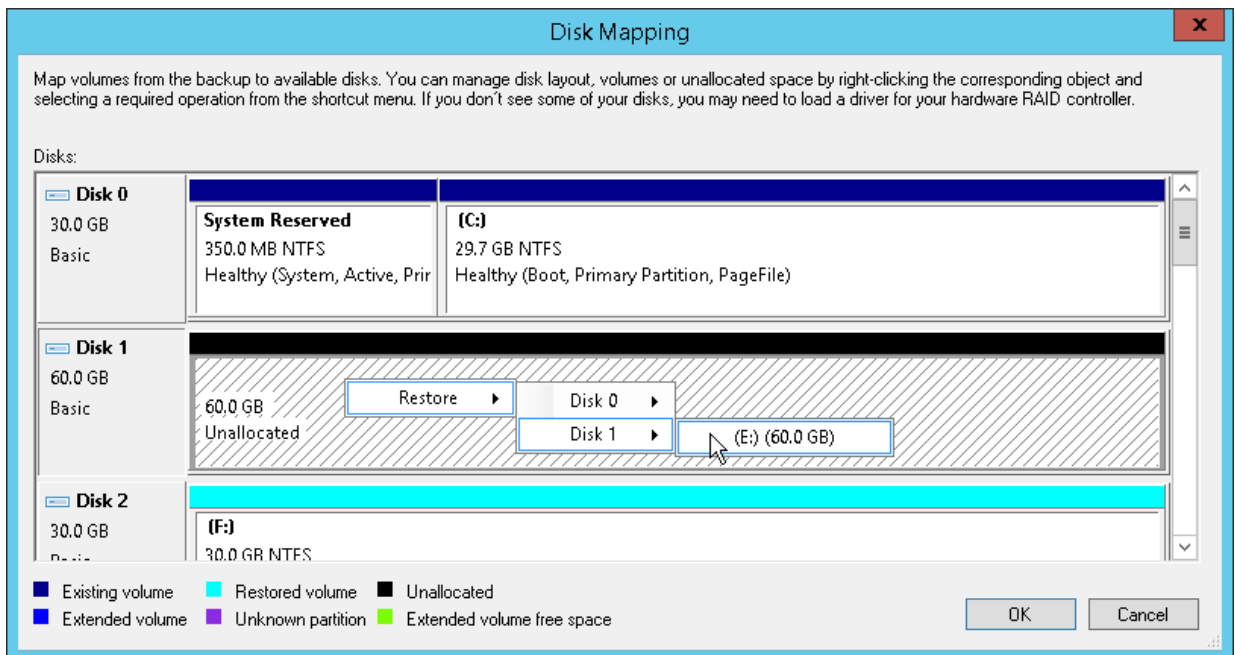 Disk Mapping
x
Map volumes from the backup to available disks. You can manage disk layout, volumes or unallocated space by right-clicking the corresponding object and
selecting a required operation from the shortcut menu. If you don´t see some of your disks, you may need to load a driver for your hardware RAID controller.
Disks:
Disk 0
30.0 GB
Basic
System Reserved
350.0 MB NTFS
Healthy (System, Active, Prir
(C:)
29.7 GB NTFS
Healthy (Boot, Primary Partition, PageFile)
Disk 1
60.0 GB
Basic
60.0 GB
Unallocated
Restore
Disk 0
Disk 1
(E:) (60.0 GB)
Disk 2
30.0 GB
(F:)
30.0 GB NTFS
Existing volume
Restored volume
Unallocated
Extended volume
Unknown partition
Extended volume free space
OK
Cancel